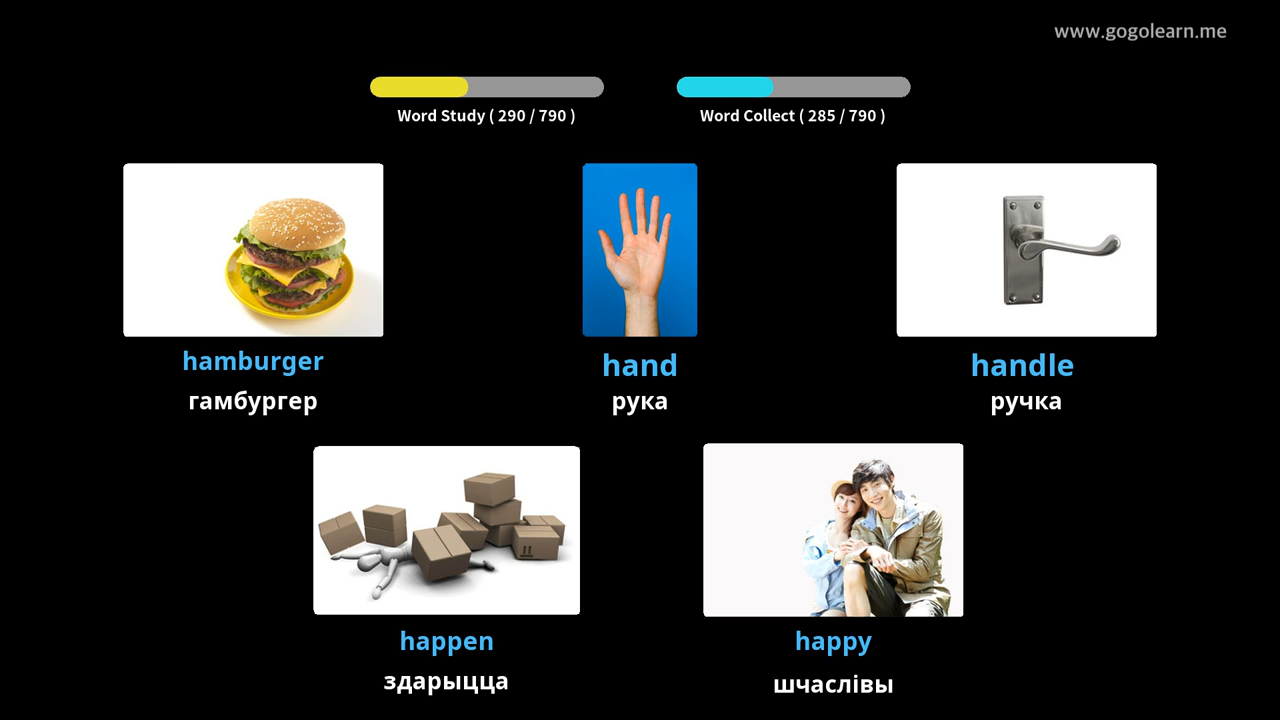 www.gogolearn.me
Word Study ( 290 / 790 )
Word Collect ( 285 / 790 )
hamburger
гамбургер
hand
рука
handle
ручка
happen
здарыцца
happy
шчаслівы